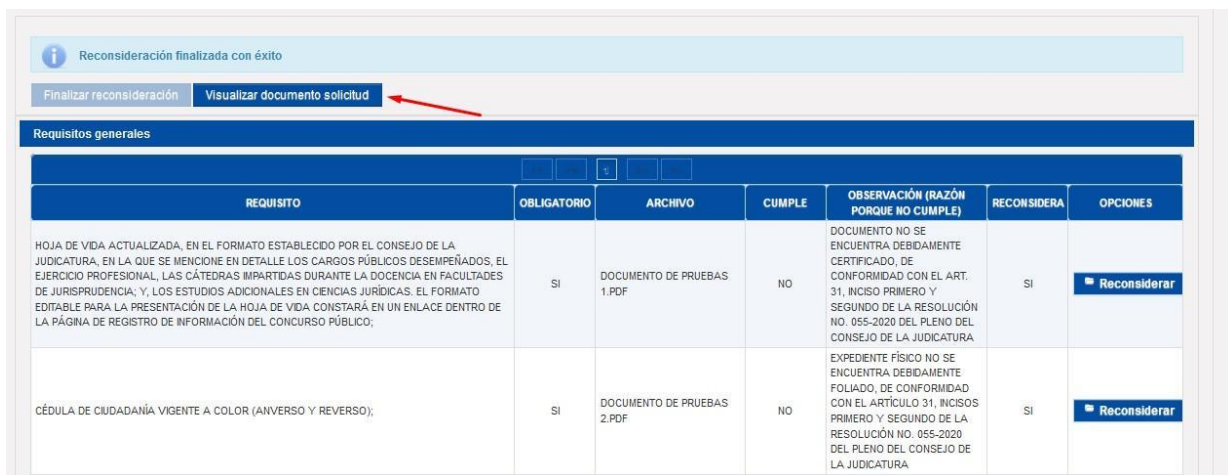 Reconsideración finalizada con éxito
Finalizar reconsideración
Visualizar documento solicitud
Requisitos generales
1
REQUISITO
OBLIGATORIO
ARCHIVO
CUMPLE
OBSERVACIÓN (RAZÓN
PORQUE NO CUMPLE)
RECONSIDERA
OPCIONES
HOJA DE VIDA ACTUALIZADA, EN EL FORMATO ESTABLECIDO POR EL CONSEJO DE LA
JUDICATURA, EN LA QUE SE MENCIONE EN DETALLE LOS CARGOS PÚBLICOS DESEMPEÑADOS, EL
EJERCICIO PROFESIONAL, LAS CÁTEDRAS IMPARTIDAS DURANTE LA DOCENCIA EN FACULTADES
DE JURISPRUDENCIA; Y, LOS ESTUDIOS ADICIONALES EN CIENCIAS JURÍDICAS. EL FORMATO
EDITABLE PARA LA PRESENTACIÓN DE LA HOJA DE VIDA CONSTARÁ EN UN ENLACE DENTRO DE
LA PÁGINA DE REGISTRO DE INFORMACIÓN DEL CONCURSO PÚBLICO;
SI
DOCUMENTO DE PRUEBAS
1.PDF
NO
DOCUMENTO NO SE
ENCUENTRA DEBIDAMENTE
CERTIFICADO, DE
CONFORMIDAD CON EL ART.
31, INCISO PRIMERO Y
SEGUNDO DE LA RESOLUCIÓN
NO. 055-2020 DEL PLENO DEL
CONSEJO DE LA JUDICATURA
SI
Reconsiderar
CÉDULA DE CIUDADANÍA VIGENTE A COLOR (ANVERSO Y REVERSO);
SI
DOCUMENTO DE PRUEBAS
2.PDF
NO
EXPEDIENTE FÍSICO NO SE
ENCUENTRA DEBIDAMENTE
FOLIADO, DE CONFORMIDAD
CON EL ARTÍCULO 31, INCISOS
PRIMERO Y SEGUNDO DE LA
RESOLUCIÓN NO. 055-2020
DEL PLENO DEL CONSEJO DE
LA JUDICATURA
SI
Reconsiderar